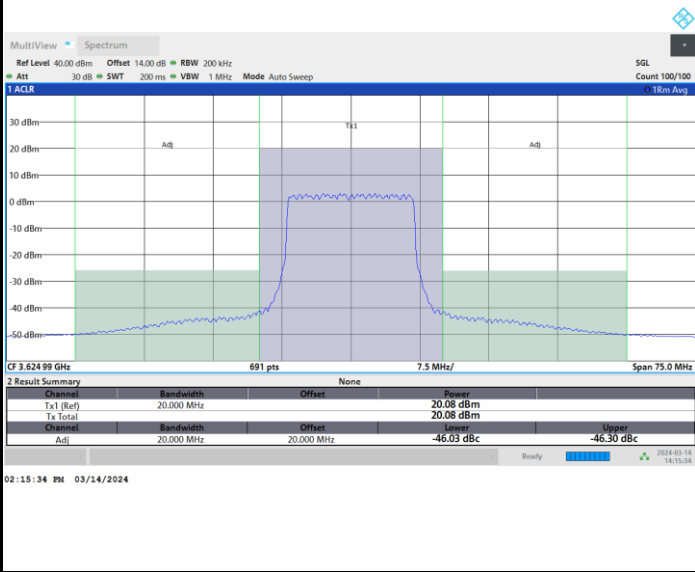 MultiView Spectrum
Ref Level 40.00 dBm Offset 14.00 dB RBW 200 kHz SGL
Att 30 dB SWT 200 ms VBW 1 MHz Mode Auto Sweep Count 100/100
1 ACLR 1Rm Avg
30 dBm
Tx1
20 dBm
Adj Adj
10 dBm
0 dBm
-10 dBm
-20 dBm
-30 dBm
-40 dBm
-50 dBm
CF 3.624 99 GHz 691 pts 7.5 MHz/ Span 75.0 MHz
2 Result Summary None
Channel Bandwidth Offset Power
Tx1 (Ref) 20.000 MHz 20.08 dBm
Tx Total 20.08 dBm
Channel Bandwidth Offset Lower Upper
Adj 20.000 MHz 20.000 MHz -46.03 dBc -46.30 dBc
Ready
14:15:34
02:15:34 PM 03/14/2024